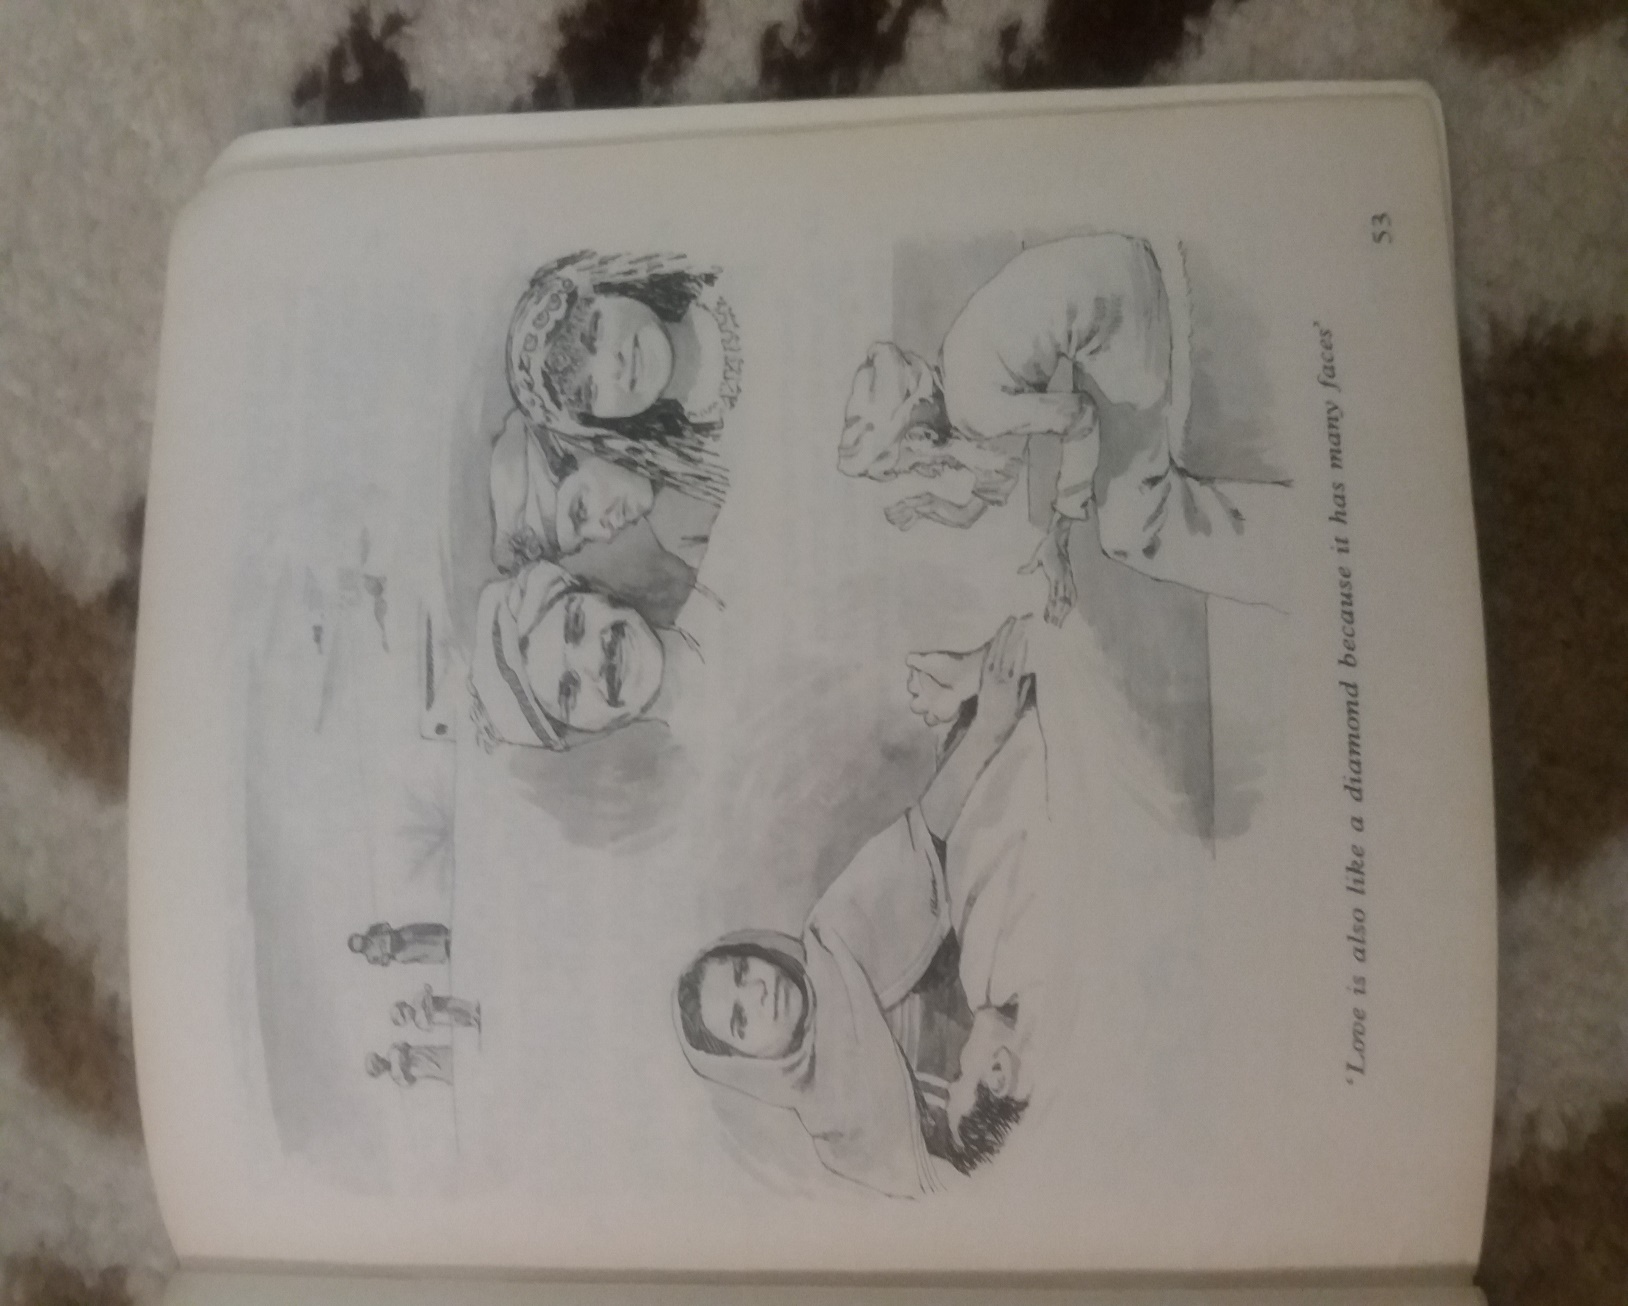 ‘Love is also like a diamond because it has many faces’
53